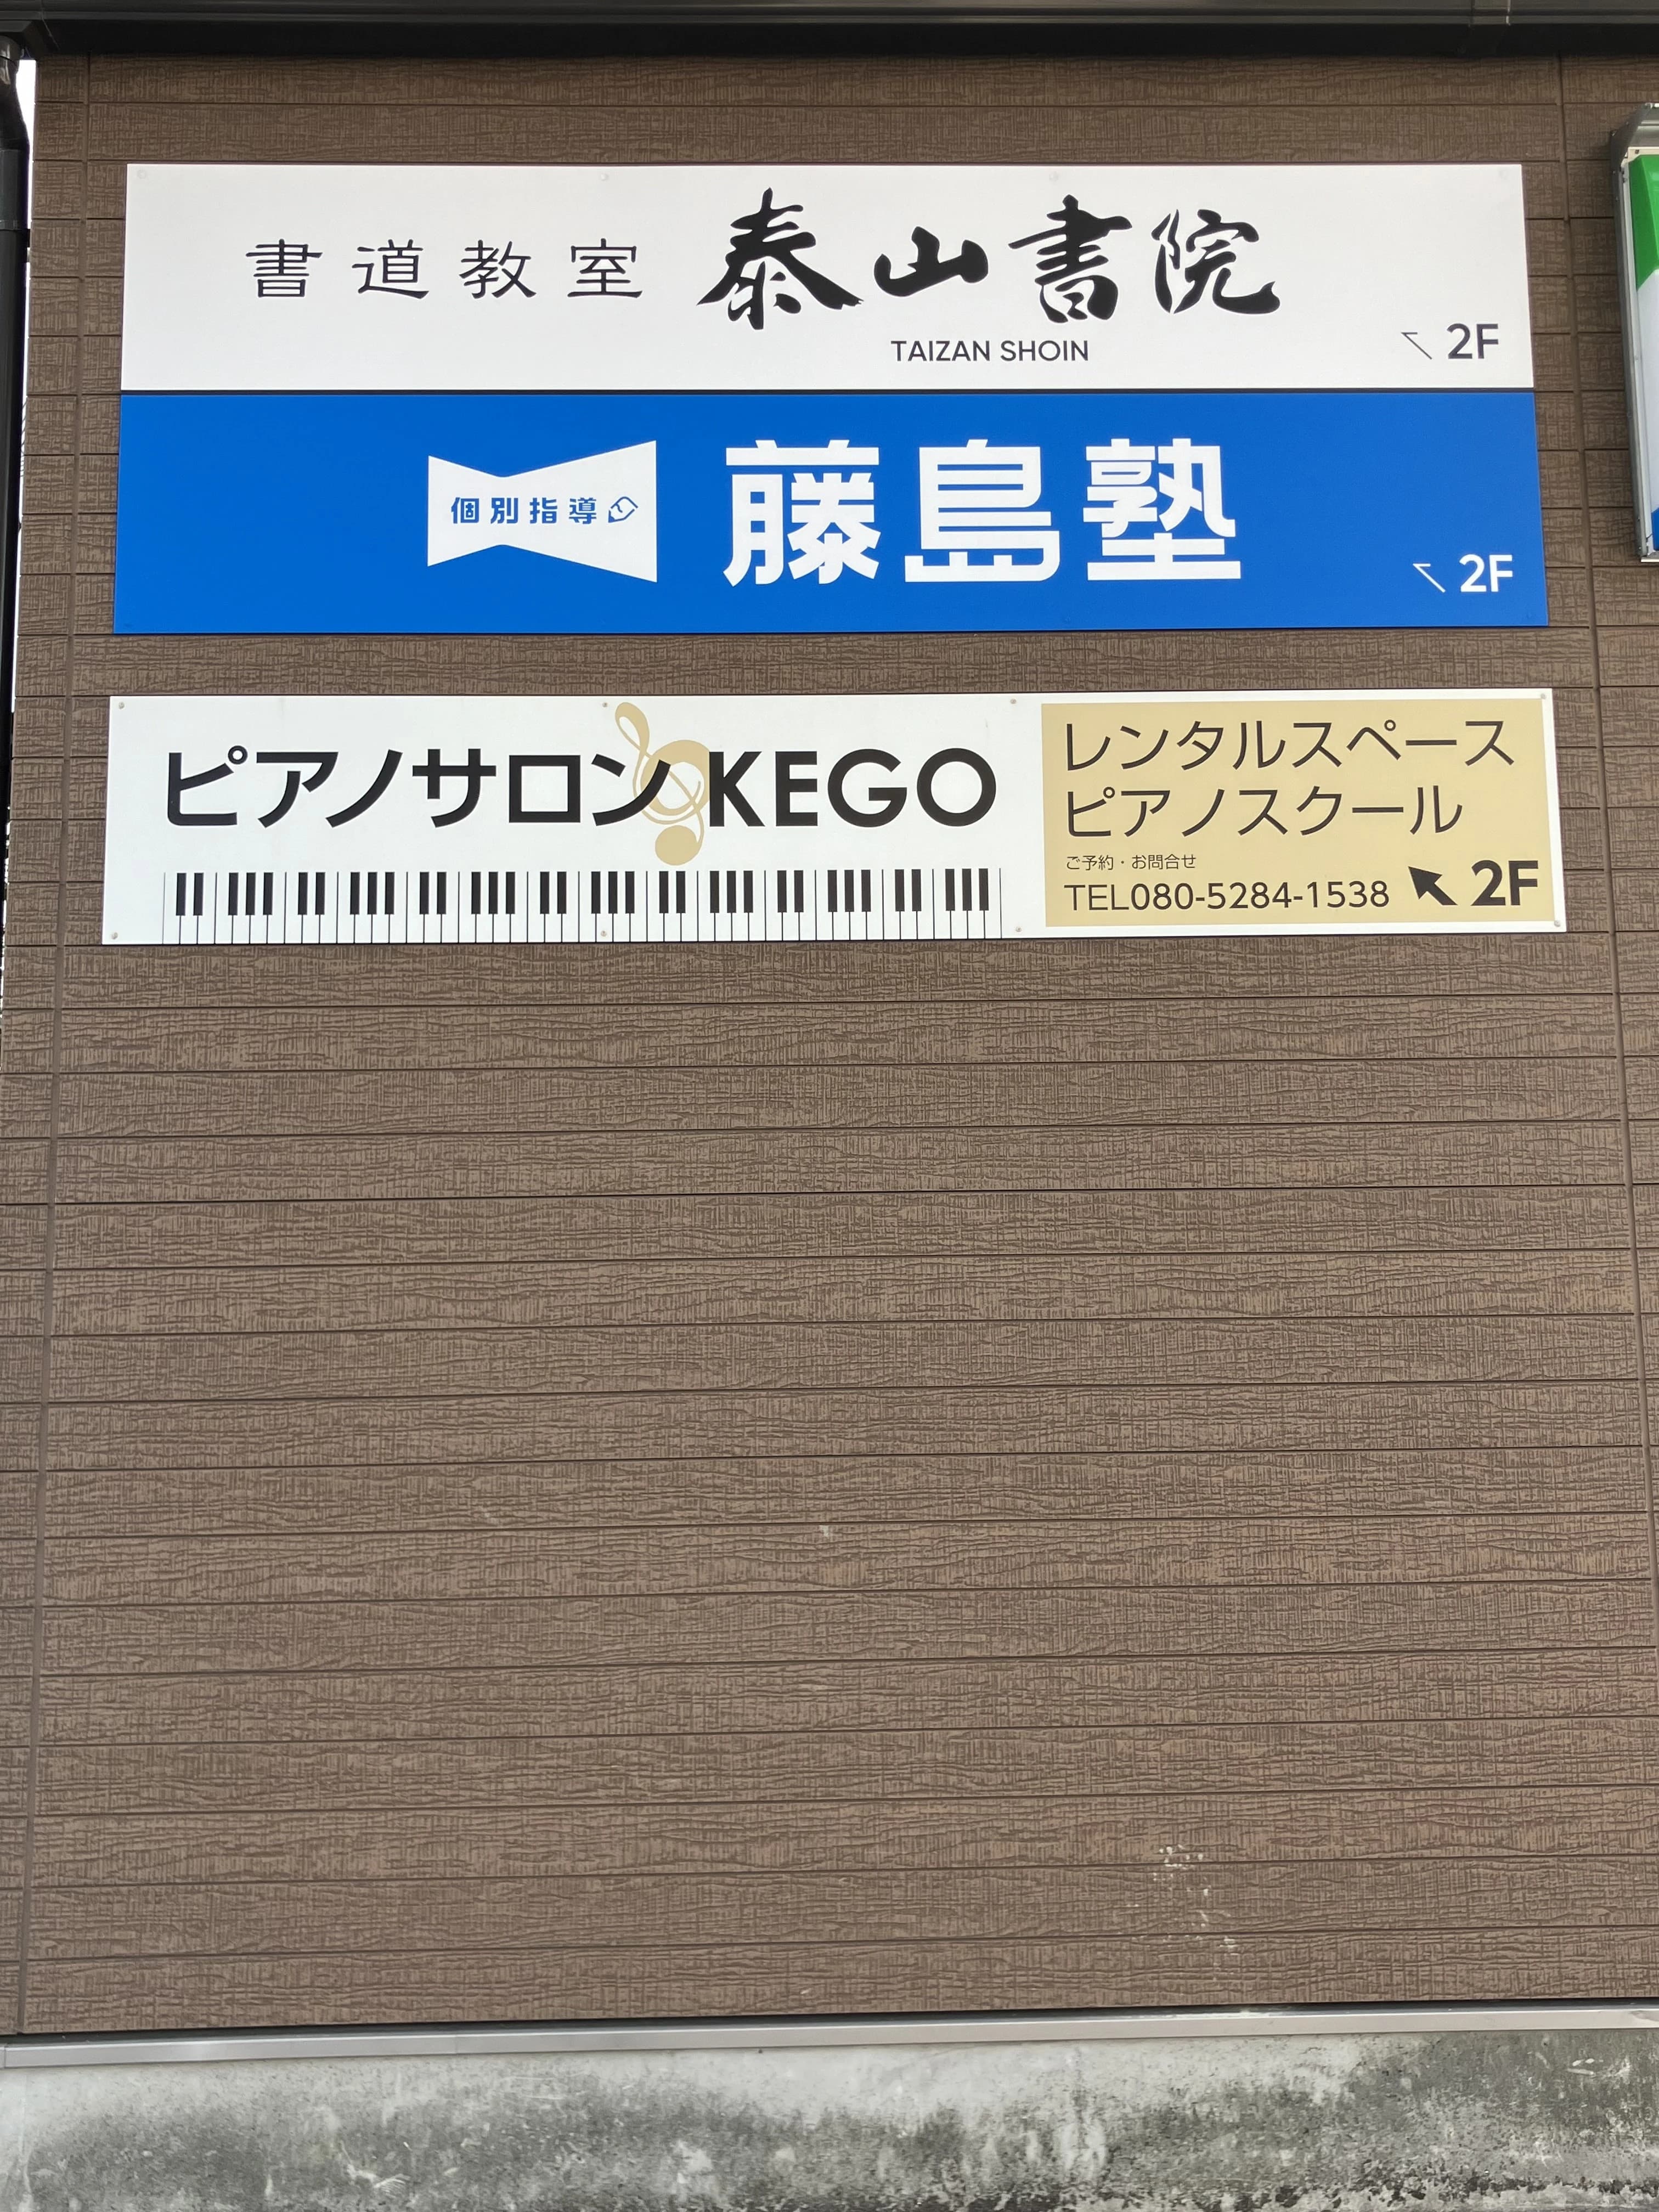 書道教室 泰山書院
TAIZAN SHOIN
2F
個別指導 藤島塾
2F
ピアノサロンKEGO
レンタルスペース
ピアノスクール
ご予約・お問合せ
TEL080-5284-1538 2F